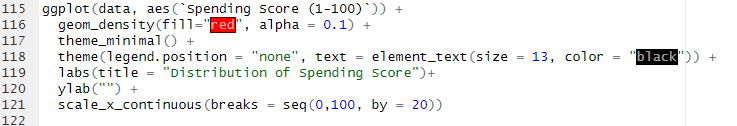 115 ggplot(data, aes(`Spending Score (1-100)`)) +
116   geom_density(fill="red", alpha = 0.1) +
117   theme_minimal() +
118   theme(legend.position = "none", text = element_text(size = 13, color = "black")) +
119   labs(title = "Distribution of Spending Score")+
120   ylab("") +
121   scale_x_continuous(breaks = seq(0,100, by = 20))
122